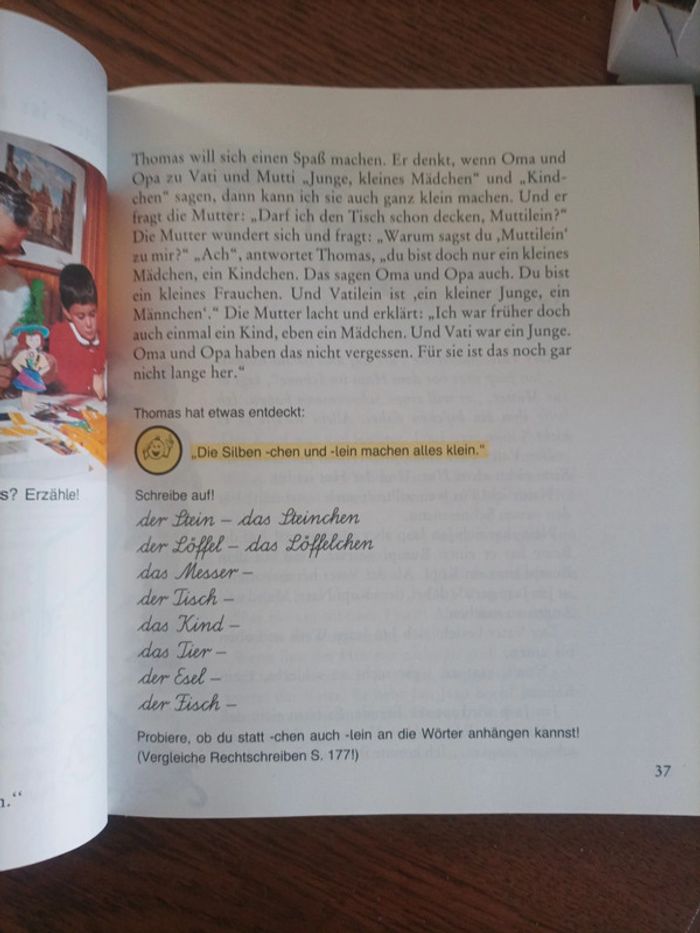 Thomas will sich einen Spaß machen. Er denkt, wenn Oma und
Opa zu Vati und Mutti „Junge, kleines Mädchen“ und „Kind-
chen“ sagen, dann kann ich sie auch ganz klein machen. Und er
fragt die Mutter: „Darf ich den Tisch schon decken, Muttilein?“
Die Mutter wundert sich und fragt: „Warum sagst du ‚Muttilein‘
zu mir?“ „Ach“, antwortet Thomas, „du bist doch nur ein kleines
Mädchen, ein Kindchen. Das sagen Oma und Opa auch. Du bist
ein kleines Frauchen. Und Vatilein ist ‚ein kleiner Junge, ein
Männchen‘.“ Die Mutter lacht und erklärt: „Ich war früher doch
auch einmal ein Kind, eben ein Mädchen. Und Vati war ein Junge.
Oma und Opa haben das nicht vergessen. Für sie ist das noch gar
nicht lange her.“
Thomas hat etwas entdeckt:
„Die Silben -chen und -lein machen alles klein.“
s? Erzähle!
Schreibe auf!
der Stein – das Steinchen
der Löffel – das Löffelchen
das Messer –
der Tisch –
das Kind –
das Tier –
der Esel –
der Fisch –
Probiere, ob du statt -chen auch -lein an die Wörter anhängen kannst!
(Vergleiche Rechtschreiben S. 177!)
37
n.“